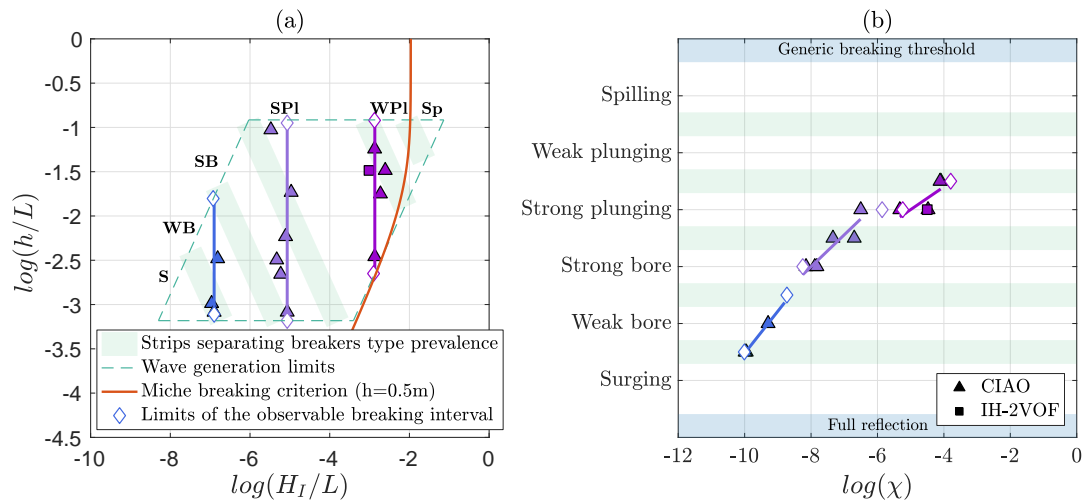 (a)
0
-0.5
-1
-1.5
-2
-2.5
-3
-3.5
-4
-4.5
log(h/L)
SPl
WPl
Sp
SB
WB
S
Strips separating breakers type prevalence
Wave generation limits
Miche breaking criterion (h=0.5m)
Limits of the observable breaking interval
-10 -8 -6 -4 -2 0
log(H_I/L)
(b)
Generic breaking threshold
Spilling
Weak plunging
Strong plunging
Strong bore
Weak bore
Surging
CIAO
IH-2VOF
Full reflection
-12 -10 -8 -6 -4 -2 0
log(χ)